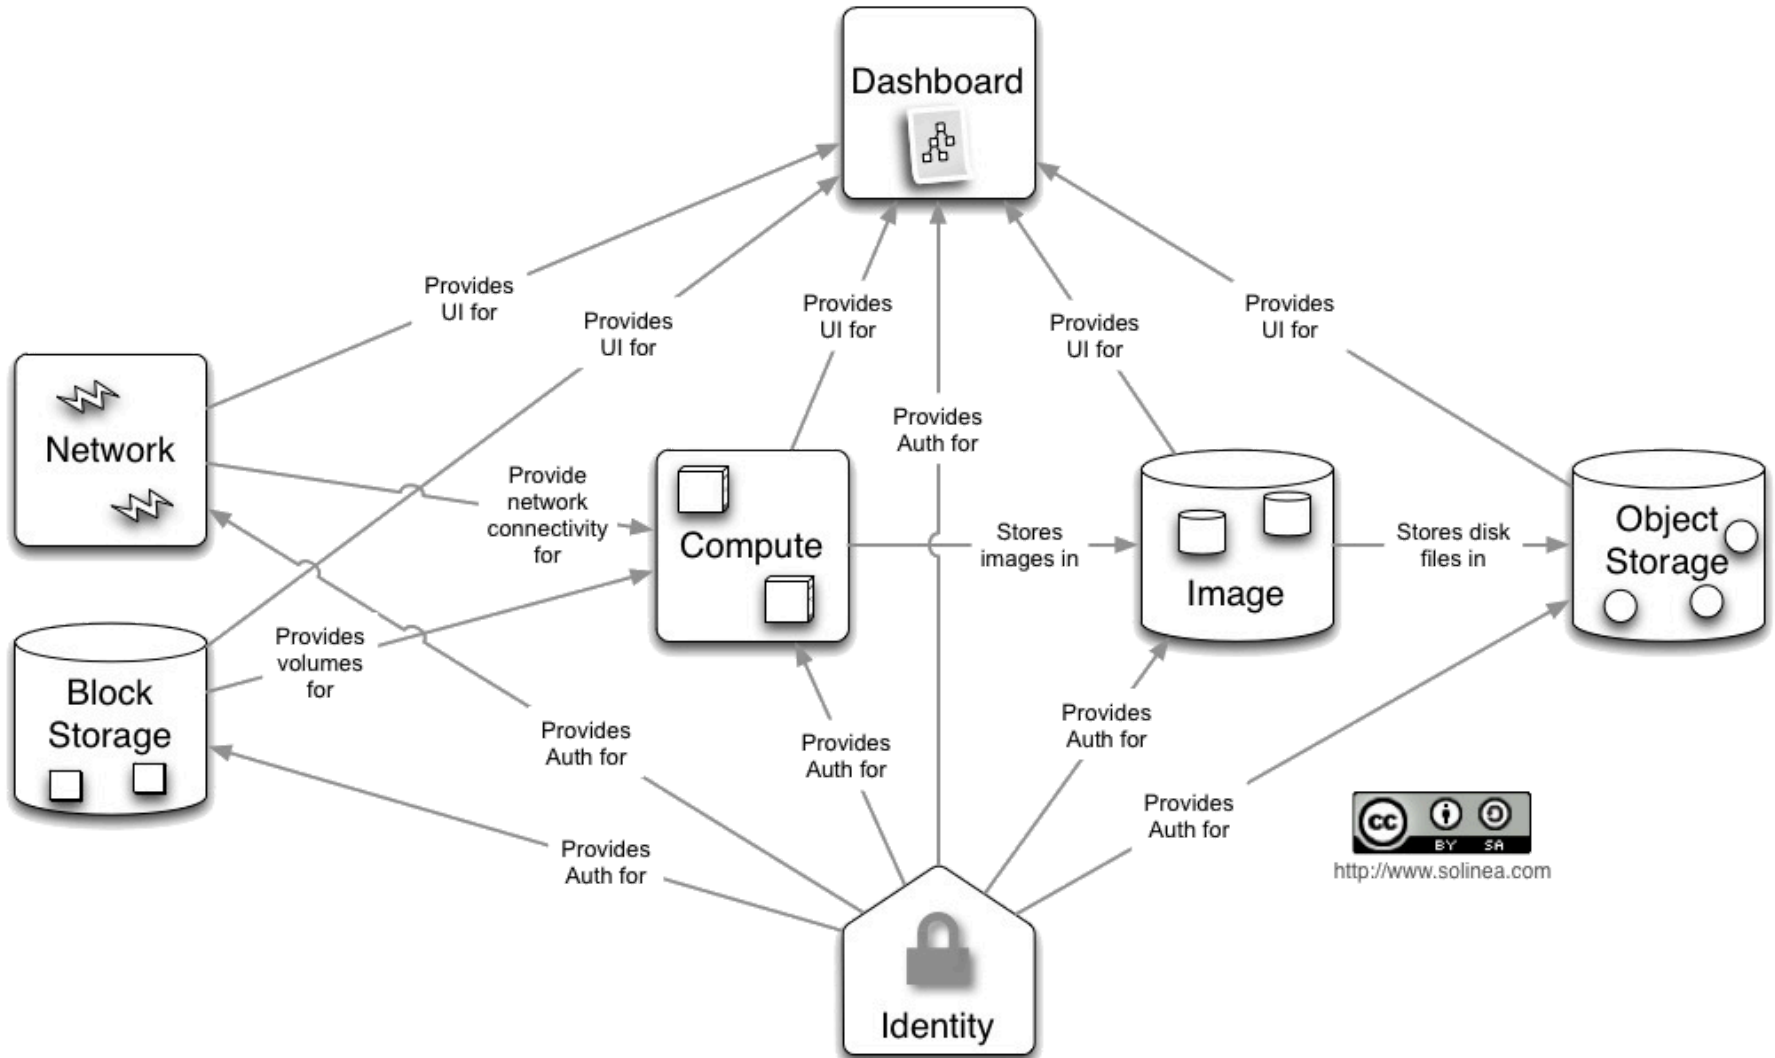 Dashboard
Provides
UI for
Provides
UI for
Provides
UI for
Provides
UI for
Provides
UI for
Provides
Auth for
Network
Provide
network
connectivity
for
Compute
Stores
images in
Image
Stores disk
files in
Object
Storage
Block
Storage
Provides
volumes
for
Provides
Auth for
Provides
Auth for
Provides
Auth for
Provides
Auth for
Provides
Auth for
cc
BY SA
http://www.solinea.com
Identity